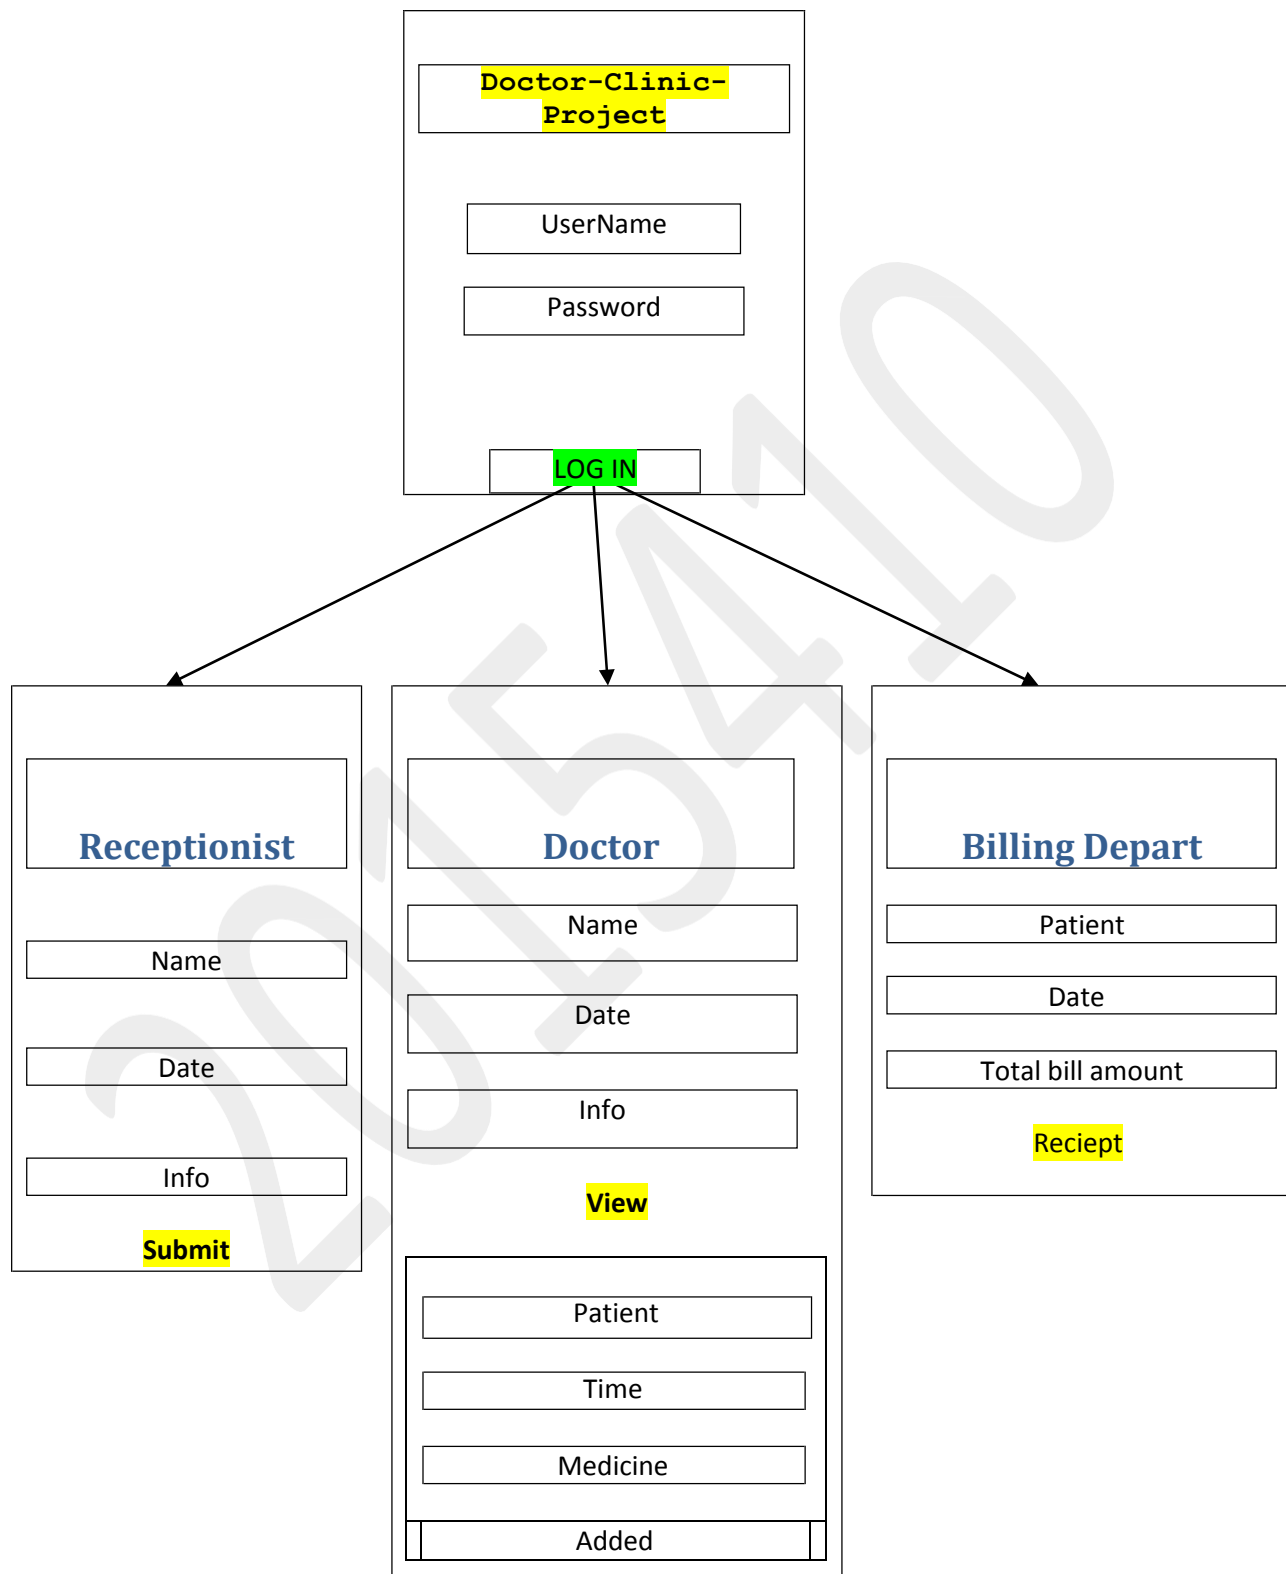 Doctor-Clinic-
Project
UserName
Password
LOG IN
Receptionist
Name
Date
Info
Submit
Doctor
Name
Date
Info
View
Patient
Time
Medicine
Added
Billing Depart
Patient
Date
Total bill amount
Reciept
2015410